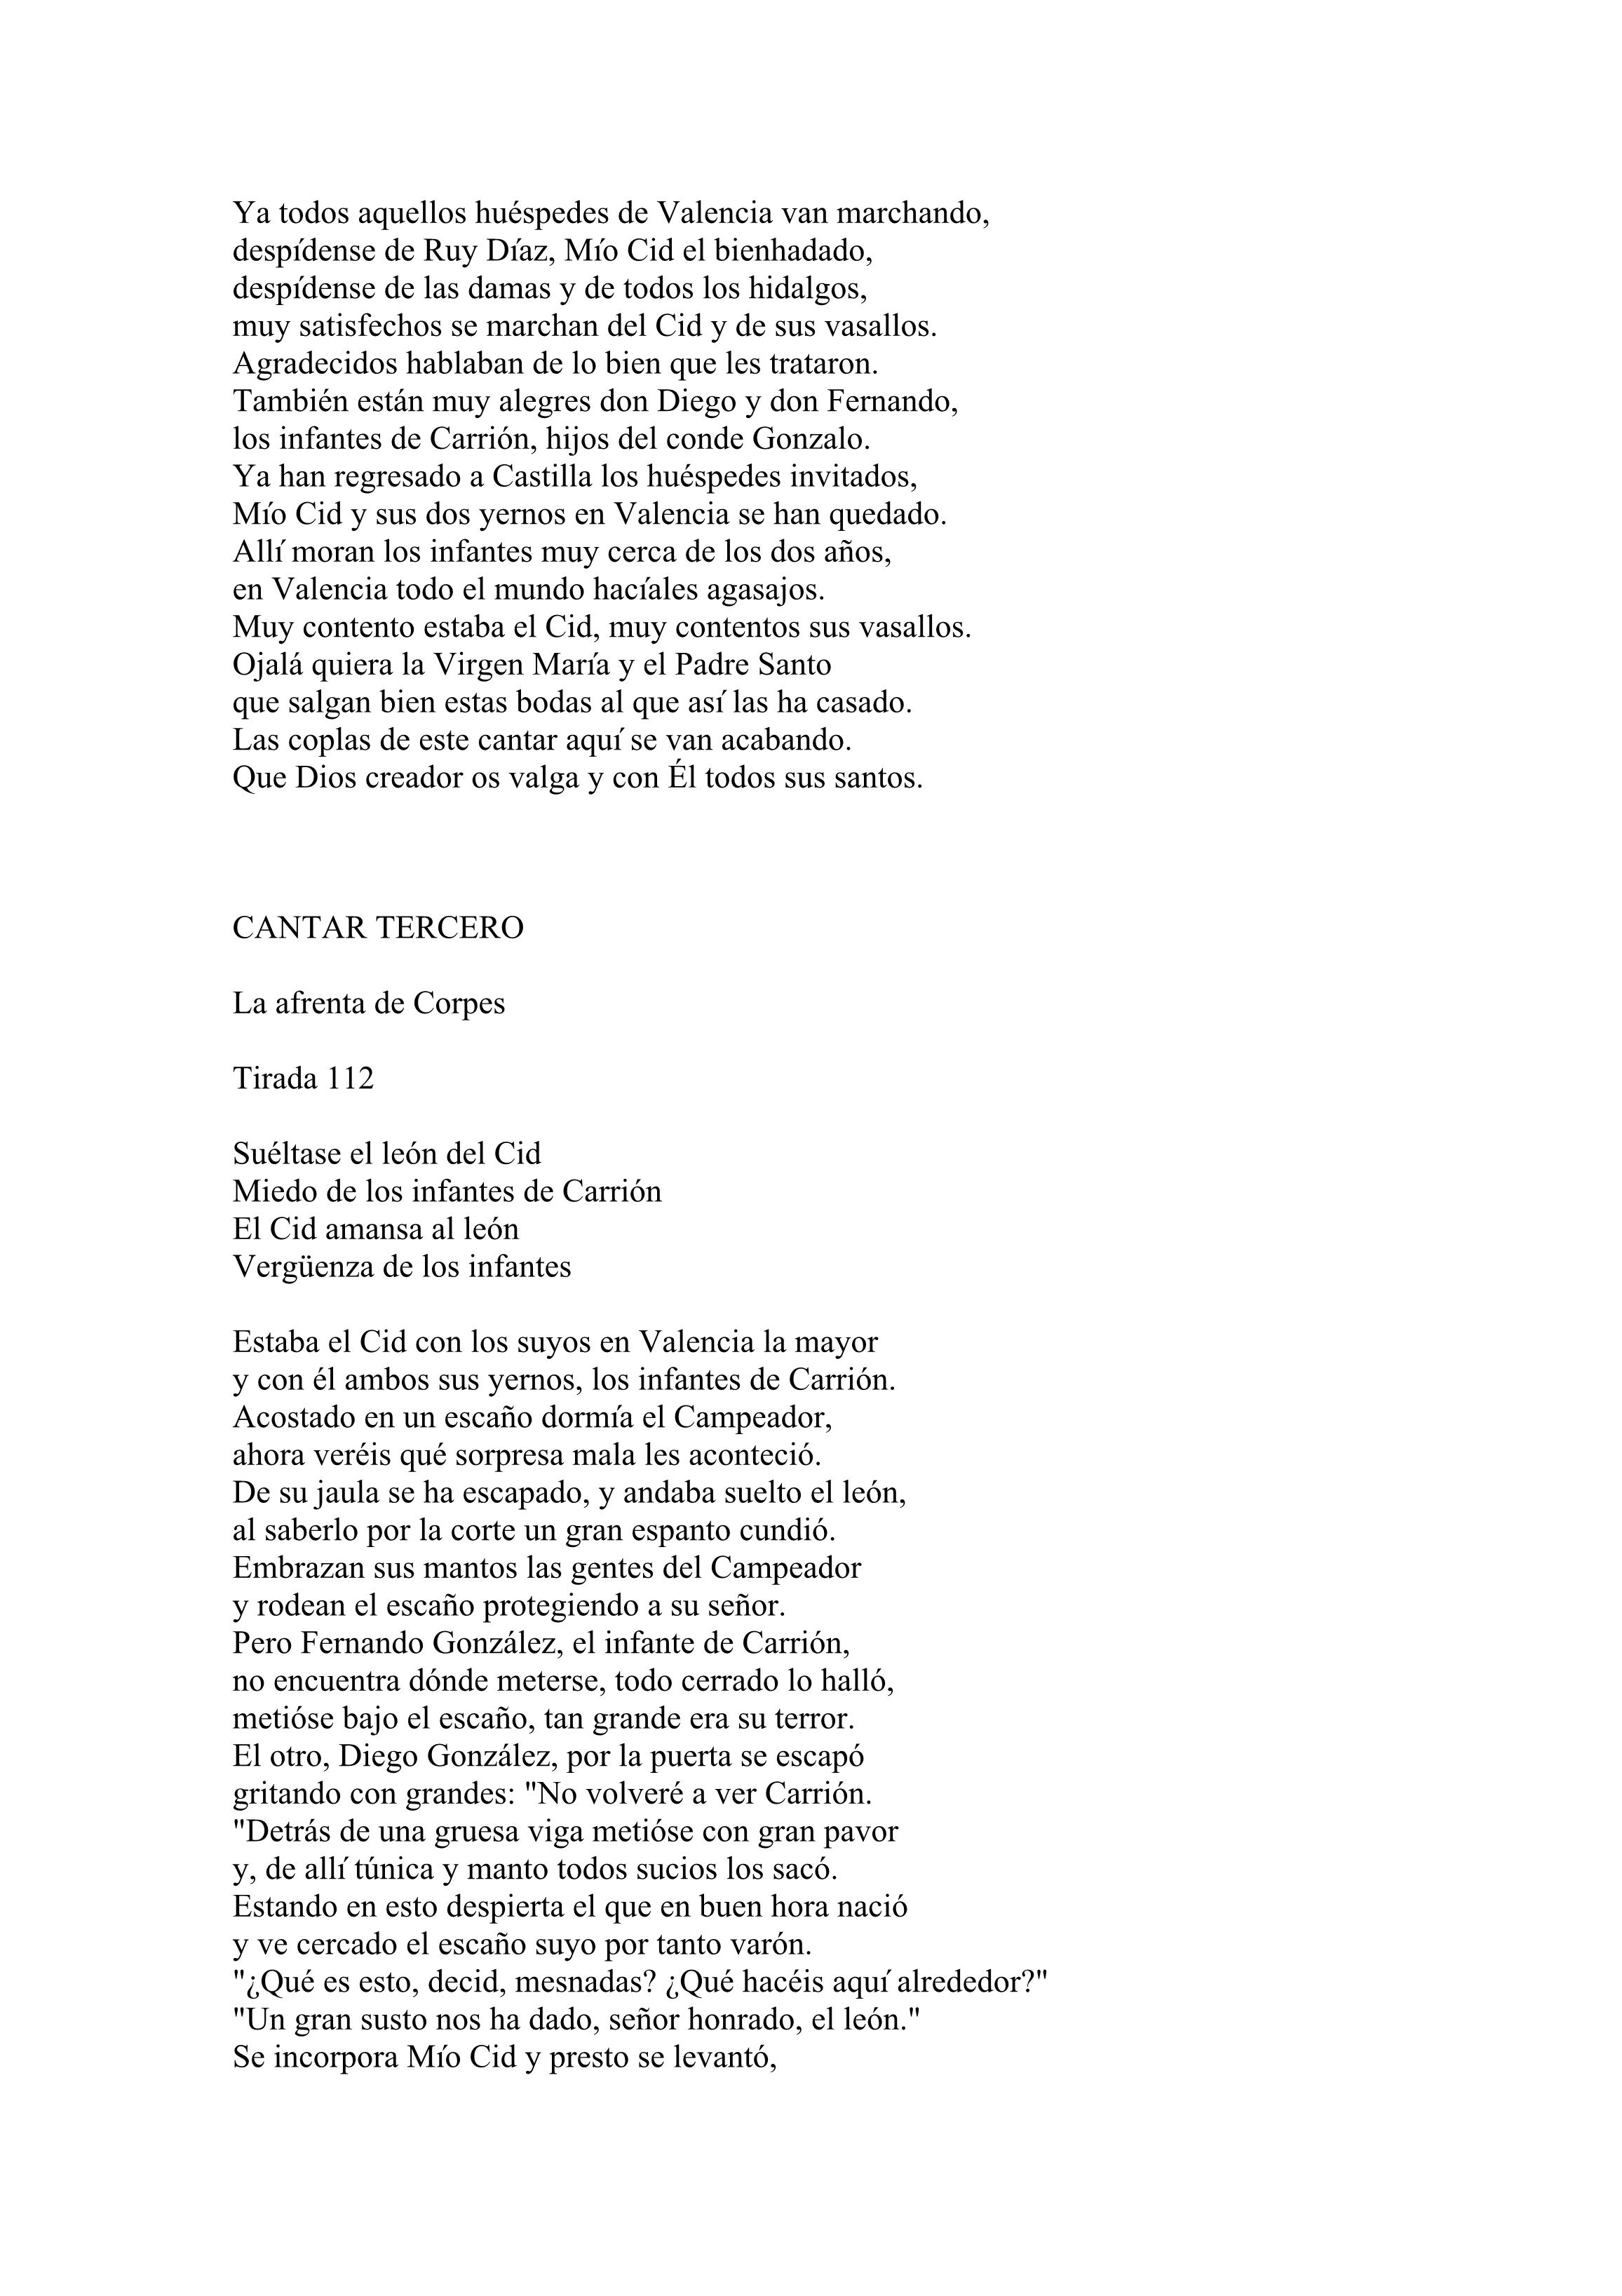 Ya todos aquellos huéspedes de Valencia van marchando,
despídense de Ruy Díaz, Mío Cid el bienhadado,
despídense de las damas y de todos los hidalgos,
muy satisfechos se marchan del Cid y de sus vasallos.
Agradecidos hablaban de lo bien que les trataron.
También están muy alegres don Diego y don Fernando,
los infantes de Carrión, hijos del conde Gonzalo.
Ya han regresado a Castilla los huéspedes invitados,
Mío Cid y sus dos yernos en Valencia se han quedado.
Allí moran los infantes muy cerca de los dos años,
en Valencia todo el mundo hacíales agasajos.
Muy contento estaba el Cid, muy contentos sus vasallos.
Ojalá quiera la Virgen María y el Padre Santo
que salgan bien estas bodas al que así las ha casado.
Las coplas de este cantar aquí se van acabando.
Que Dios creador os valga y con Él todos sus santos.
CANTAR TERCERO
La afrenta de Corpes
Tirada 112
Suéltase el león del Cid
Miedo de los infantes de Carrión
El Cid amansa al león
Vergüenza de los infantes
Estaba el Cid con los suyos en Valencia la mayor
y con él ambos sus yernos, los infantes de Carrión.
Acostado en un escaño dormía el Campeador,
ahora veréis qué sorpresa mala les aconteció.
De su jaula se ha escapado, y andaba suelto el león,
al saberlo por la corte un gran espanto cundió.
Embrazan sus mantos las gentes del Campeador
y rodean el escaño protegiendo a su señor.
Pero Fernando González, el infante de Carrión,
no encuentra dónde meterse, todo cerrado lo halló,
metióse bajo el escaño, tan grande era su terror.
El otro, Diego González, por la puerta se escapó
gritando con grandes: "No volveré a ver Carrión.
"Detrás de una gruesa viga metióse con gran pavor
y, de allí túnica y manto todos sucios los sacó.
Estando en esto despierta el que en buen hora nació
y ve cercado el escaño suyo por tanto varón.
"¿Qué es esto, decid, mesnadas? ¿Qué hacéis aquí alrededor?"
"Un gran susto nos ha dado, señor honrado, el león."
Se incorpora Mío Cid y presto se levantó,